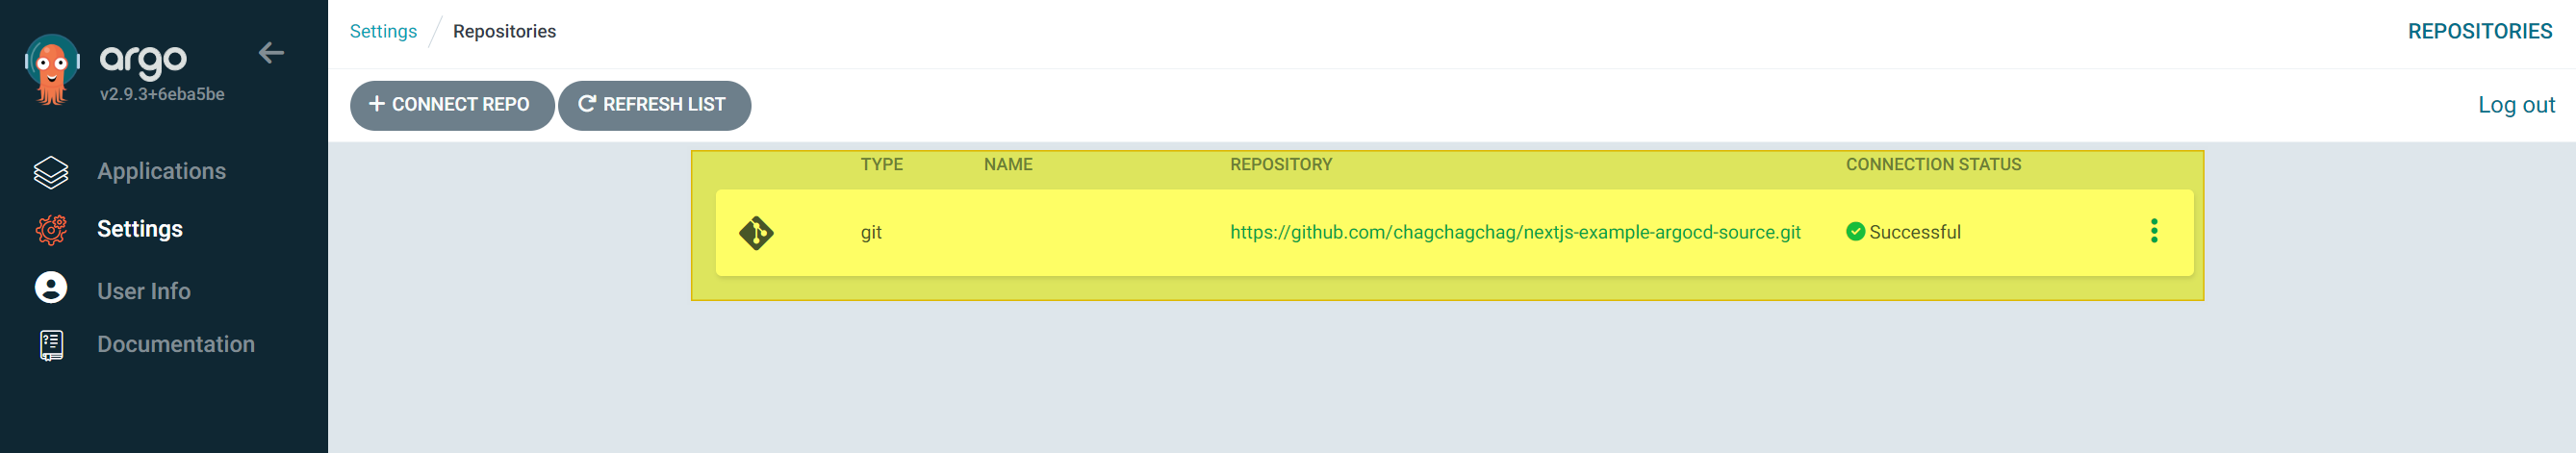 argo
v2.9.3+6eba5be
Applications
Settings
User Info
Documentation
Settings / Repositories
REPOSITORIES
+ CONNECT REPO
REFRESH LIST
Log out
TYPE NAME REPOSITORY CONNECTION STATUS
git https://github.com/chagchagchag/nextjs-example-argocd-source.git Successful